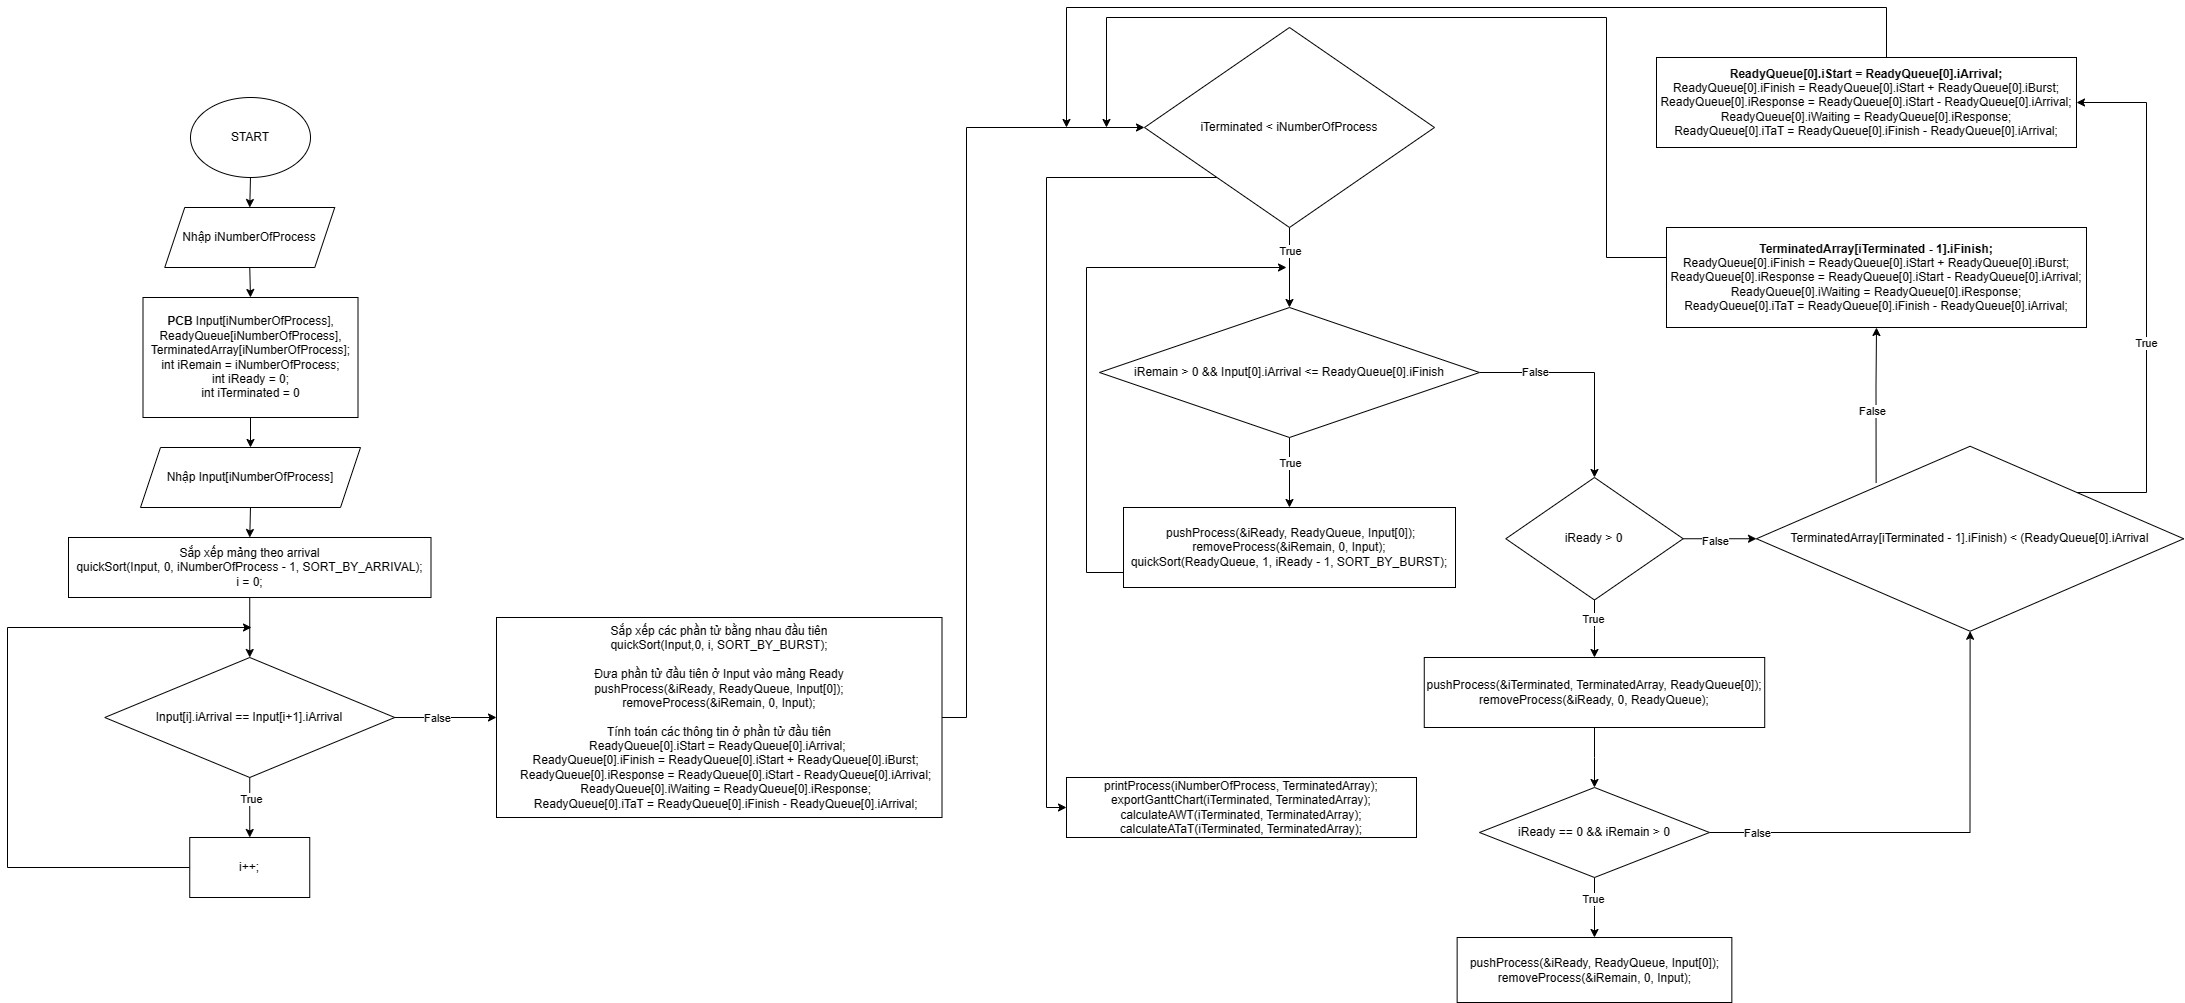 START
Nhập iNumberOfProcess
PCB Input[iNumberOfProcess],
ReadyQueue[iNumberOfProcess],
TerminatedArray[iNumberOfProcess];
int iRemain = iNumberOfProcess;
int iReady = 0;
int iTerminated = 0
Nhập Input[iNumberOfProcess]
Sắp xếp mảng theo arrival
quickSort(Input, 0, iNumberOfProcess - 1, SORT_BY_ARRIVAL);
i = 0;
Input[i].iArrival == Input[i+1].iArrival
False
True
i++;
Sắp xếp các phần tử bằng nhau đầu tiên
quickSort(Input,0, i, SORT_BY_BURST);
Đưa phần tử đầu tiên ở Input vào mảng Ready
pushProcess(&iReady, ReadyQueue, Input[0]);
removeProcess(&iRemain, 0, Input);
Tính toán các thông tin ở phần tử đầu tiên
ReadyQueue[0].iStart = ReadyQueue[0].iArrival;
ReadyQueue[0].iFinish = ReadyQueue[0].iStart + ReadyQueue[0].iBurst;
ReadyQueue[0].iResponse = ReadyQueue[0].iStart - ReadyQueue[0].iArrival;
ReadyQueue[0].iWaiting = ReadyQueue[0].iResponse;
ReadyQueue[0].iTaT = ReadyQueue[0].iFinish - ReadyQueue[0].iArrival;
iTerminated < iNumberOfProcess
True
iRemain > 0 && Input[0].iArrival <= ReadyQueue[0].iFinish
False
True
pushProcess(&iReady, ReadyQueue, Input[0]);
removeProcess(&iRemain, 0, Input);
quickSort(ReadyQueue, 1, iReady - 1, SORT_BY_BURST);
printProcess(iNumberOfProcess, TerminatedArray);
exportGanttChart(iTerminated, TerminatedArray);
calculateAWT(iTerminated, TerminatedArray);
calculateATaT(iTerminated, TerminatedArray);
iReady > 0
False
True
pushProcess(&iTerminated, TerminatedArray, ReadyQueue[0]);
removeProcess(&iReady, 0, ReadyQueue);
iReady == 0 && iRemain > 0
False
True
pushProcess(&iReady, ReadyQueue, Input[0]);
removeProcess(&iRemain, 0, Input);
TerminatedArray[iTerminated - 1].iFinish) < (ReadyQueue[0].iArrival
False
True
TerminatedArray[iTerminated - 1].iFinish;
ReadyQueue[0].iFinish = ReadyQueue[0].iStart + ReadyQueue[0].iBurst;
ReadyQueue[0].iResponse = ReadyQueue[0].iStart - ReadyQueue[0].iArrival;
ReadyQueue[0].iWaiting = ReadyQueue[0].iResponse;
ReadyQueue[0].iTaT = ReadyQueue[0].iFinish - ReadyQueue[0].iArrival;
ReadyQueue[0].iStart = ReadyQueue[0].iArrival;
ReadyQueue[0].iFinish = ReadyQueue[0].iStart + ReadyQueue[0].iBurst;
ReadyQueue[0].iResponse = ReadyQueue[0].iStart - ReadyQueue[0].iArrival;
ReadyQueue[0].iWaiting = ReadyQueue[0].iResponse;
ReadyQueue[0].iTaT = ReadyQueue[0].iFinish - ReadyQueue[0].iArrival;